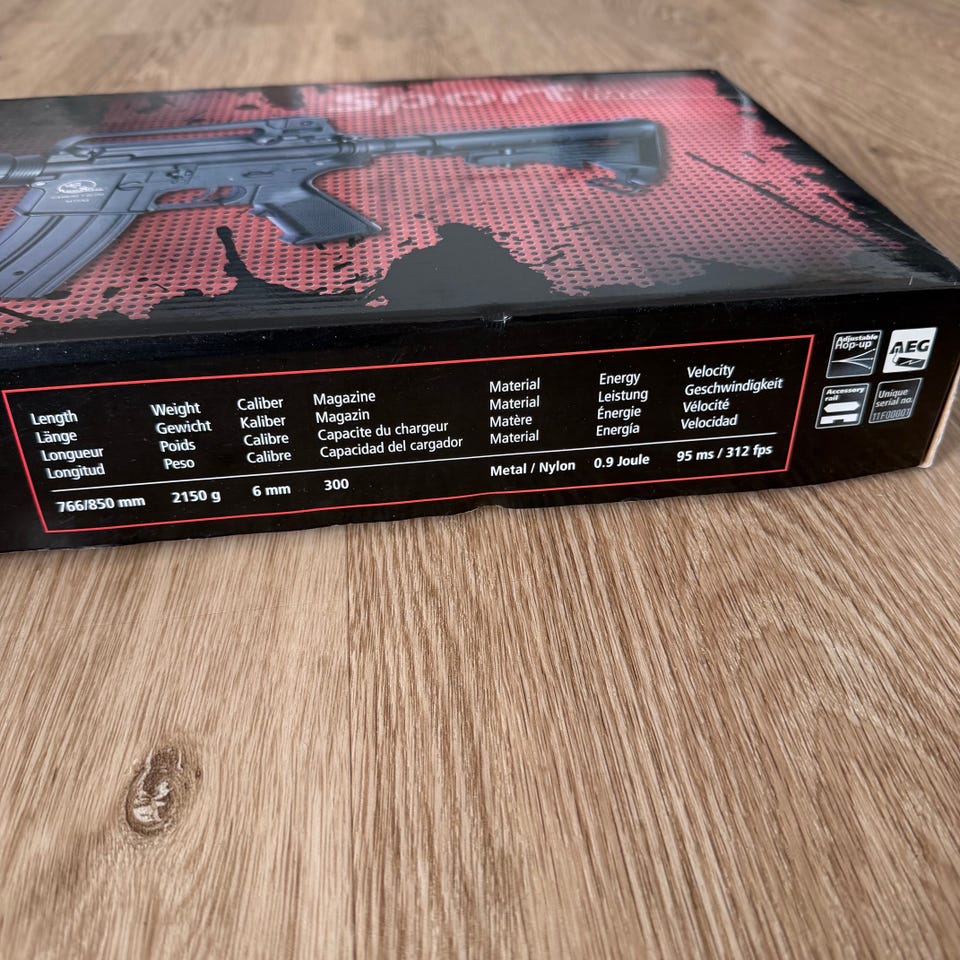 sport
Length
Länge
Longueur
Longitud
766/850 mm
Weight
Gewicht
Poids
Peso
2150 g
Caliber
Kaliber
Calibre
Calibre
6 mm
Magazine
Magazin
Capacite du chargeur
Capacidad del cargador
300
Material
Material
Matère
Material
Metal / Nylon
Energy
Leistung
Énergie
Energía
0.9 Joule
Velocity
Geschwindigkeit
Vélocité
Velocidad
95 ms / 312 fps
Adjustable
Hop-up
AEG
Accessory
rail
Unique
serial no.
11F00001